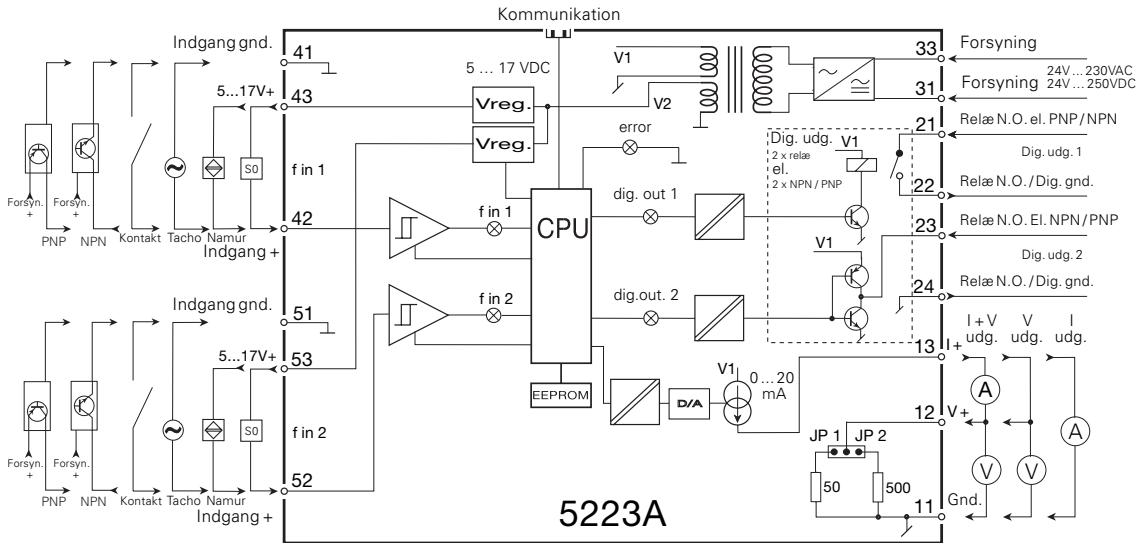 Kommunikation
Indgang gnd.
41
33
Forsyning
V1
24V...230VAC
24V...250VDC
5 ... 17 VDC
31
Forsyning
5...17V+
43
Vreg.
V2
21
Relæ N.O. el. PNP/NPN
Vreg.
error
Dig. udg.
2 x relæ
el.
2 x NPN / PNP
V1
Dig. udg. 1
f in 1
S0
22
Relæ N.O./Dig. gnd.
dig. out 1
Forsyn.
+
Forsyn.
+
42
f in 1
CPU
23
Relæ N.O. El. NPN/PNP
PNP
NPN
Kontakt
Tacho
Namur
Indgang +
V1
Dig. udg. 2
24
Relæ N.O./Dig. gnd.
Indgang gnd.
51
f in 2
dig.out. 2
13
I+
I + V
udg.
V
udg.
I
udg.
5...17V+
53
V1
0...20
mA
A
EEPROM
D/A
12
V+
JP 1
JP 2
A
f in 2
S0
Forsyn.
+
Forsyn.
+
V
V
52
50
500
11
Gnd.
PNP
NPN
Kontakt
Tacho
Namur
Indgang +
5223A